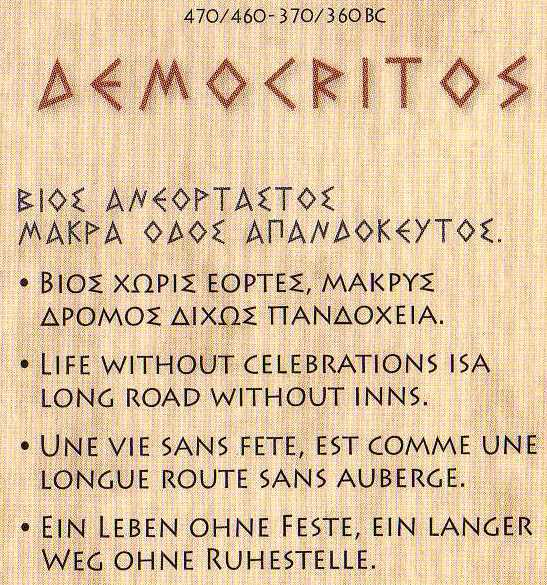 470/460-370/360 BC
DEMOCRITOS
ΒΙΟΣ ΑΝΕΟΡΤΑΣΤΟΣ
ΜΑΚΡΑ ΟΔΟΣ ΑΠΑΝΔΟΚΕΥΤΟΣ.
• ΒΙΟΣ ΧΩΡΙΣ ΕΟΡΤΕΣ, ΜΑΚΡΥΣ
ΔΡΟΜΟΣ ΔΙΧΩΣ ΠΑΝΔΟΧΕΙΑ.
• LIFE WITHOUT CELEBRATIONS ISA
LONG ROAD WITHOUT INNS.
• UNE VIE SANS FETE, EST COMME UNE
LONGUE ROUTE SANS AUBERGE.
• EIN LEBEN OHNE FESTE, EIN LANGER
WEG OHNE RUHESTELLE.